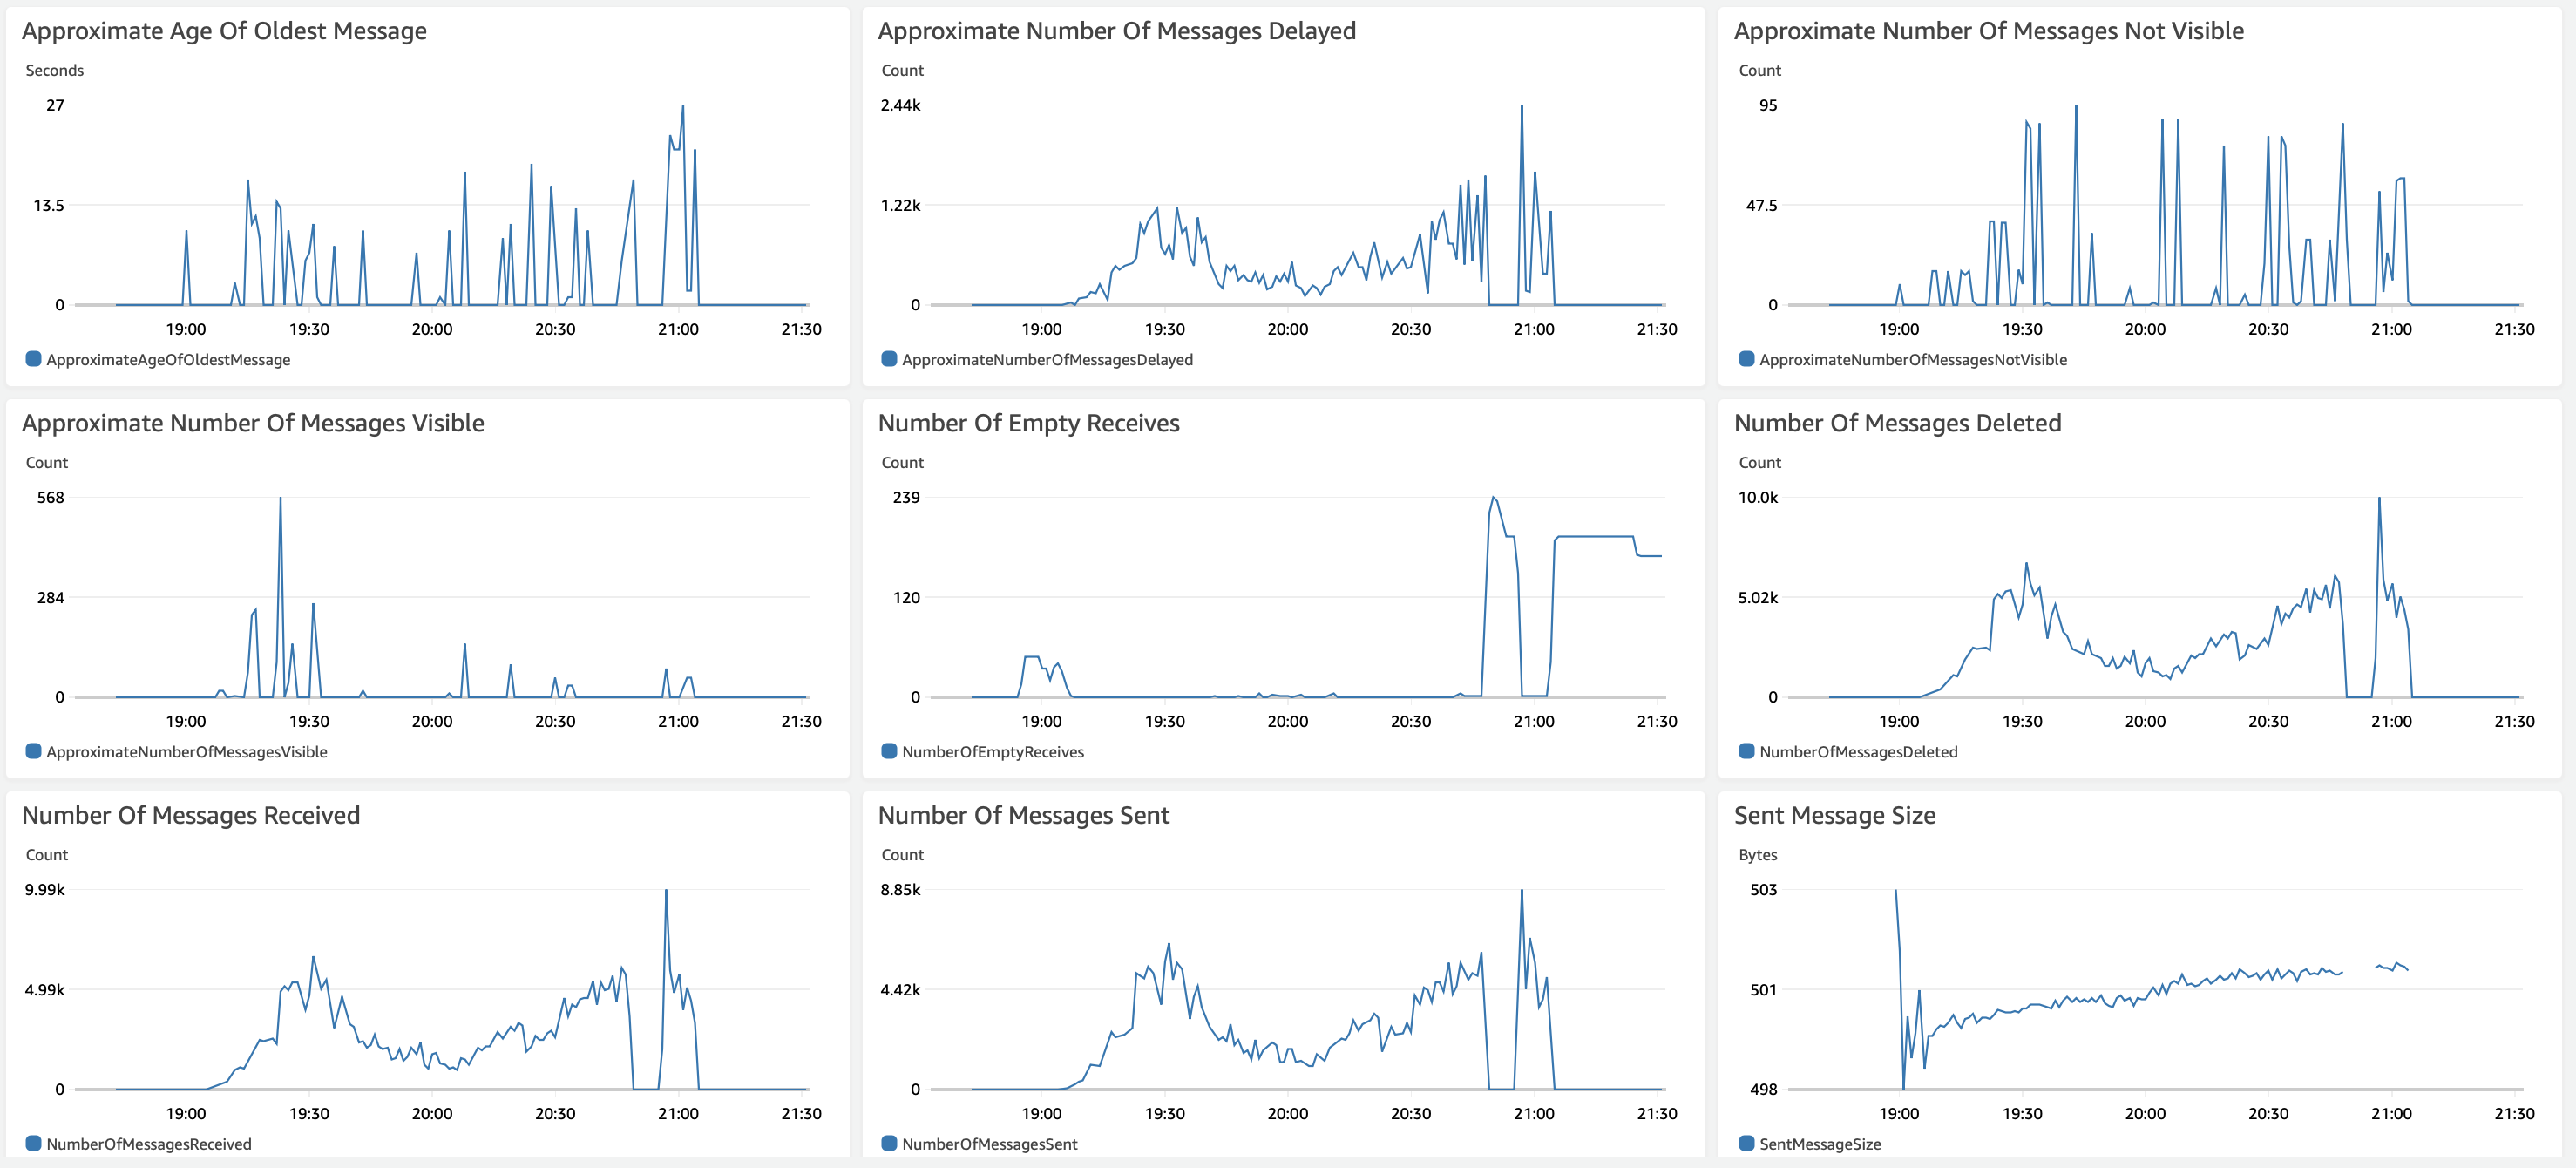 Approximate Age Of Oldest Message
Seconds
27
13.5
0
19:00 19:30 20:00 20:30 21:00 21:30
ApproximateAgeOfOldestMessage
Approximate Number Of Messages Delayed
Count
2.44k
1.22k
0
19:00 19:30 20:00 20:30 21:00 21:30
ApproximateNumberOfMessagesDelayed
Approximate Number Of Messages Not Visible
Count
95
47.5
0
19:00 19:30 20:00 20:30 21:00 21:30
ApproximateNumberOfMessagesNotVisible
Approximate Number Of Messages Visible
Count
568
284
0
19:00 19:30 20:00 20:30 21:00 21:30
ApproximateNumberOfMessagesVisible
Number Of Empty Receives
Count
239
120
0
19:00 19:30 20:00 20:30 21:00 21:30
NumberOfEmptyReceives
Number Of Messages Deleted
Count
10.0k
5.02k
0
19:00 19:30 20:00 20:30 21:00 21:30
NumberOfMessagesDeleted
Number Of Messages Received
Count
9.99k
4.99k
0
19:00 19:30 20:00 20:30 21:00 21:30
NumberOfMessagesReceived
Number Of Messages Sent
Count
8.85k
4.42k
0
19:00 19:30 20:00 20:30 21:00 21:30
NumberOfMessagesSent
Sent Message Size
Bytes
503
501
498
19:00 19:30 20:00 20:30 21:00 21:30
SentMessageSize